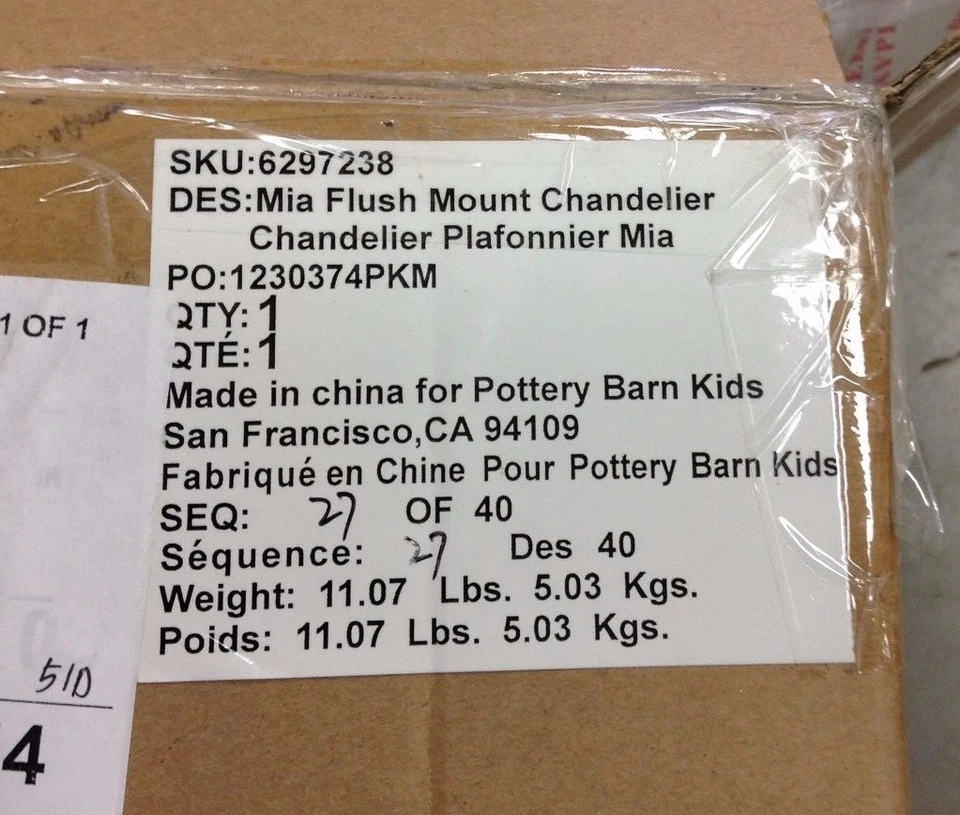 SKU:6297238
DES:Mia Flush Mount Chandelier
Chandelier Plafonnier Mia
PO:1230374PKM
QTY: 1
QTÉ: 1
Made in china for Pottery Barn Kids
San Francisco,CA 94109
Fabriqué en Chine Pour Pottery Barn Kids
SEQ: 27 OF 40
Séquence: 27 Des 40
Weight: 11.07 Lbs. 5.03 Kgs.
Poids: 11.07 Lbs. 5.03 Kgs.
1 OF 1
51D
4